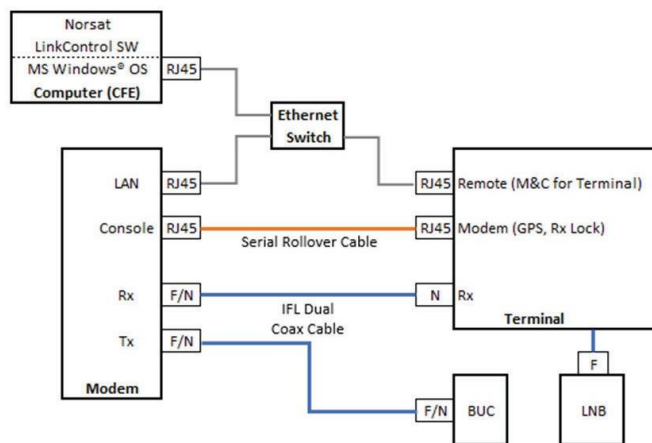 Norsat
LinkControl SW
MS Windows® OS
Computer (CFE)
RJ45
Ethernet
Switch
LAN
RJ45
RJ45
Remote (M&C for Terminal)
Console
RJ45
Serial Rollover Cable
RJ45
Modem (GPS, Rx Lock)
Rx
F/N
IFL Dual
Coax Cable
N
Rx
Terminal
Tx
F/N
Modem
F
F/N
BUC
LNB